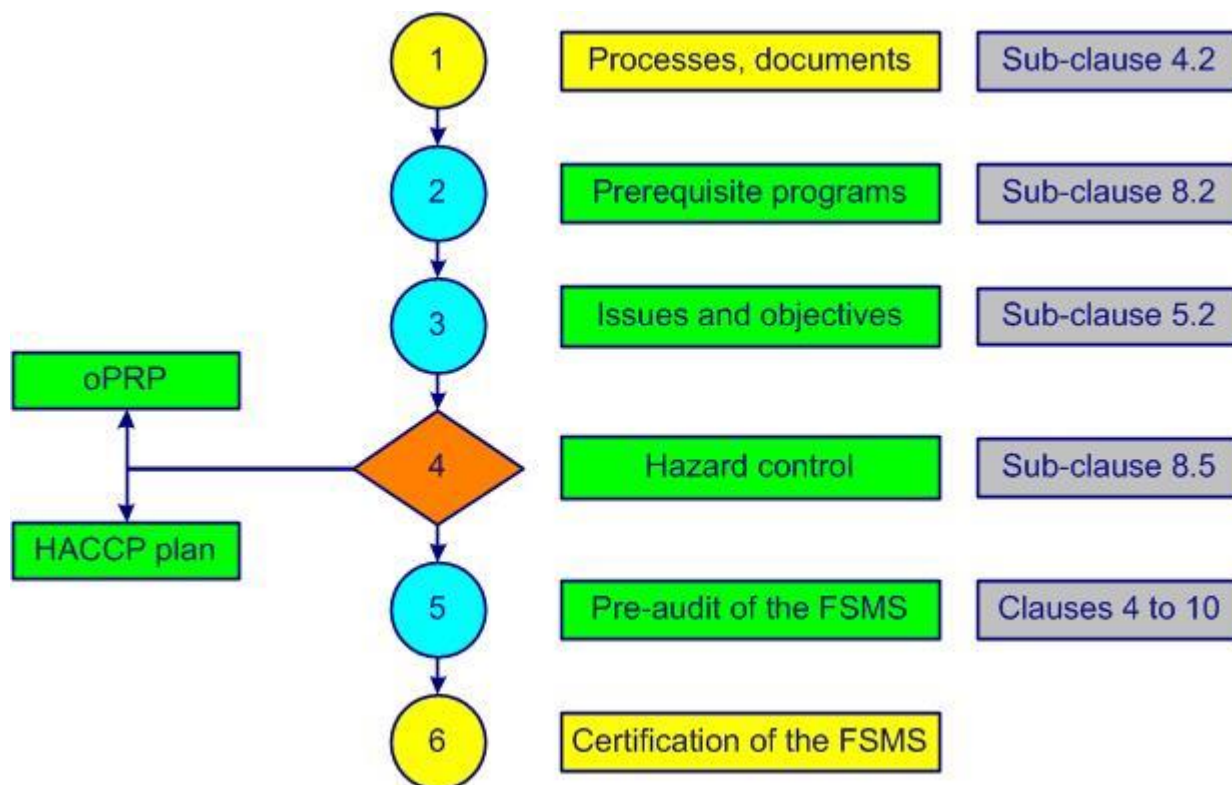 1
Processes, documents
Sub-clause 4.2
2
Prerequisite programs
Sub-clause 8.2
3
Issues and objectives
Sub-clause 5.2
oPRP
4
Hazard control
Sub-clause 8.5
HACCP plan
5
Pre-audit of the FSMS
Clauses 4 to 10
6
Certification of the FSMS